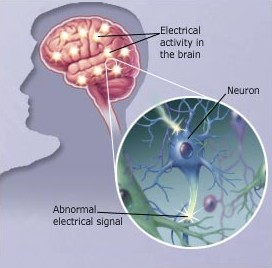 Electrical
activity in
the brain
Neuron
Abnormal
electrical signal